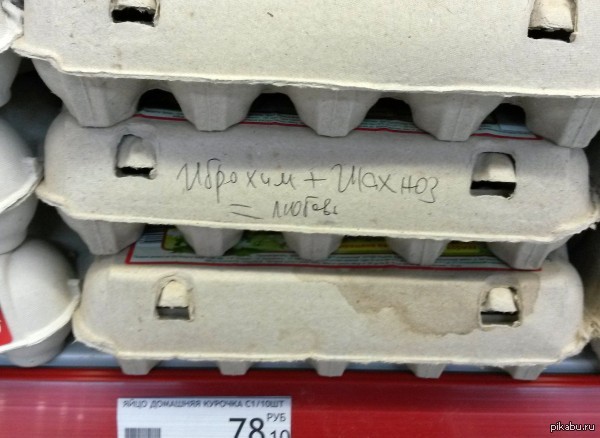 Иброхим + Шахноз
= любовь
ЯЙЦО ДОМАШНЯЯ КУРОЧКА С1/10ШТ
78 РУБ
10
pikabu.ru